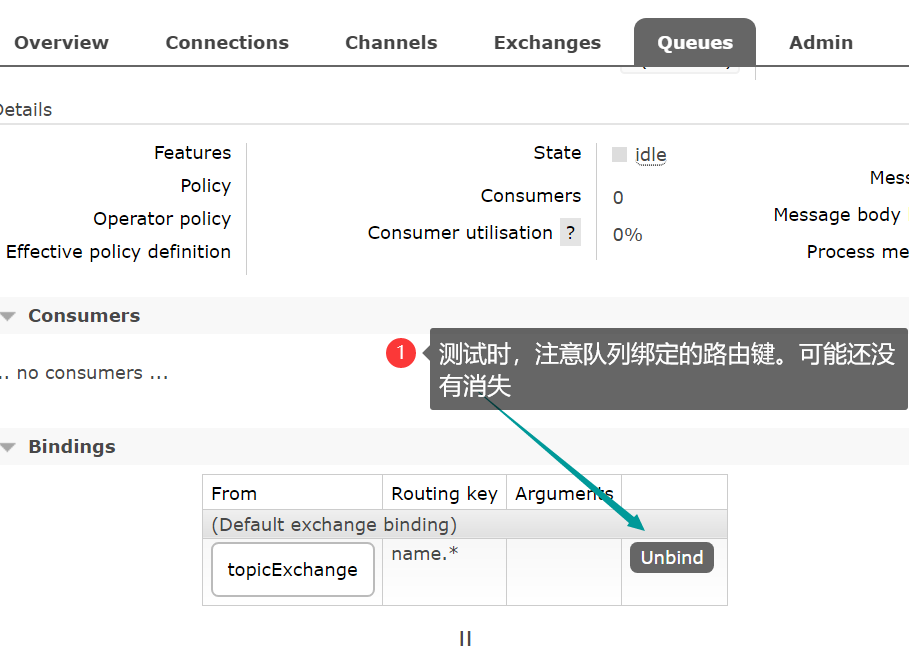 Overview Connections Channels Exchanges Queues Admin
Details
Features
Policy
Operator policy
Effective policy definition
State idle
Consumers 0
Consumer utilisation ? 0%
Mess
Message body
Process me
Consumers
.. no consumers ...
1
测试时，注意队列绑定的路由键。可能还没
有消失
Bindings
From Routing key Arguments
(Default exchange binding)
topicExchange name.* Unbind